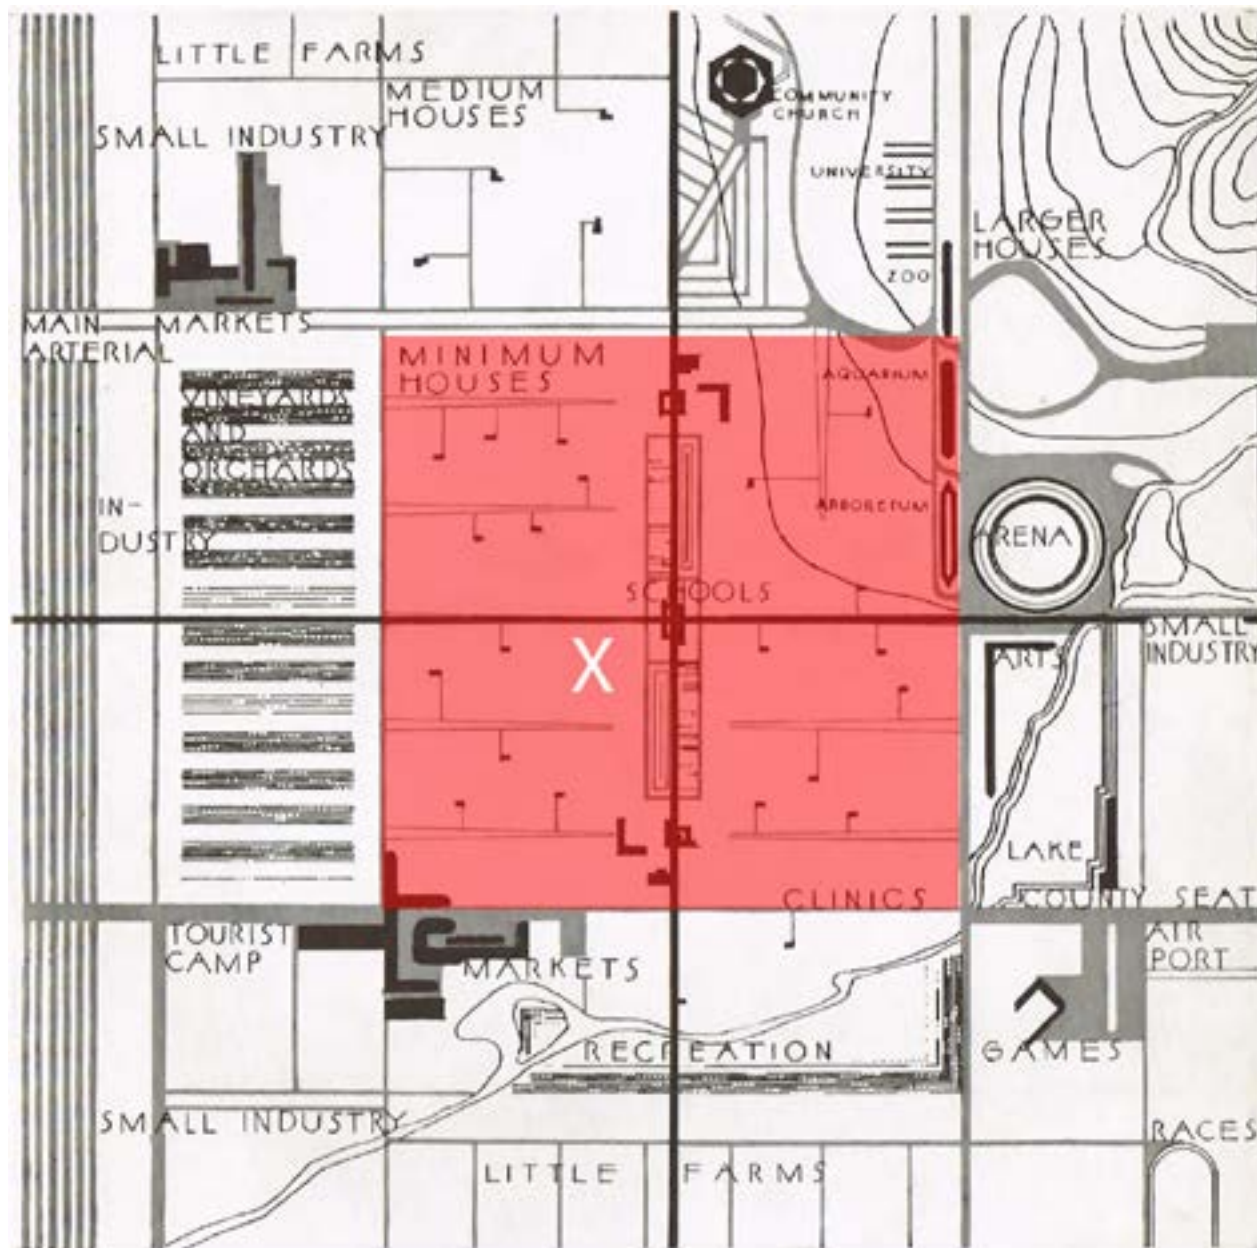 LITTLE FARMS
MEDIUM
HOUSES
SMALL INDUSTRY
COMMUNITY
CHURCH
UNIVERSITY
LARGER
HOUSES
ZOO
MAIN
ARTERIAL
MARKETS
MINIMUM
HOUSES
AQUARIUM
VINEYARDS
AND
ORCHARDS
IN-
DUSTRY
ARBORETUM
ARENA
SCHOOLS
X
ARTS
SMALL
INDUSTRY
LAKE
CLINICS
COUNTY SEAT
TOURIST
CAMP
MARKETS
AIR
PORT
RECREATION
GAMES
SMALL INDUSTRY
RACES
LITTLE FARMS